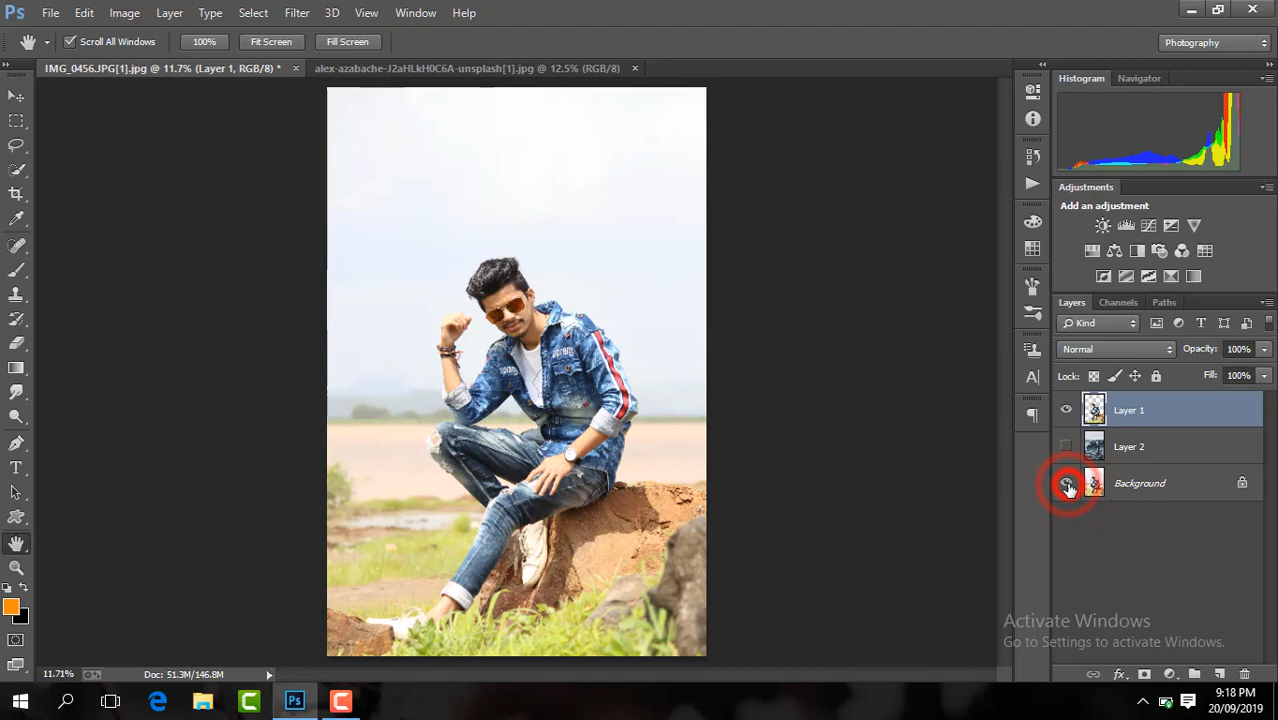 Ps File Edit Image Layer Type Select Filter 3D View Window Help
Scroll All Windows 100% Fit Screen Fill Screen Photography
IMG_0456.JPG[1].jpg @ 11.7% (Layer 1, RGB/8) * alex-azabache-J2aHLkH0C6A-unsplash[1].jpg @ 12.5% (RGB/8)
Histogram Navigator
Adjustments
Add an adjustment
Layers Channels Paths
Kind
Normal Opacity: 100%
Lock: Fill: 100%
Layer 1
Layer 2
Background
Activate Windows
Go to Settings to activate Windows.
11.71% Doc: 51.3M/146.8M
9:18 PM
20/09/2019